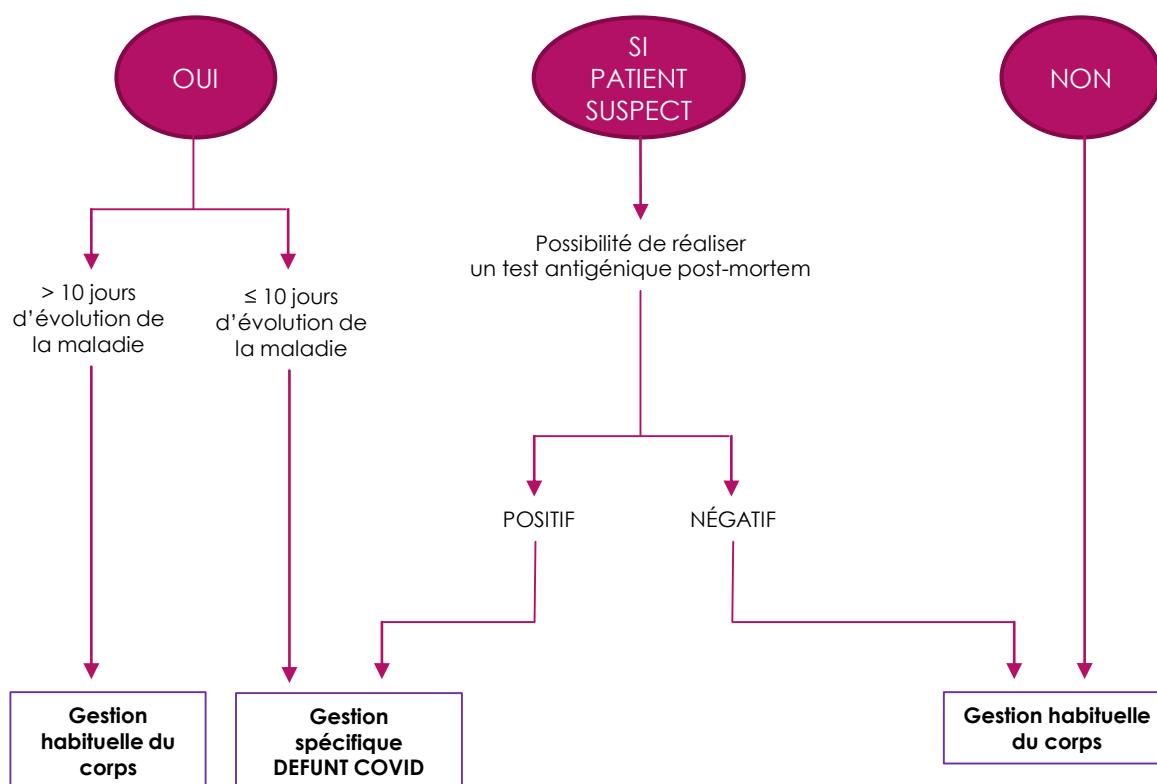 OUI
SI
PATIENT
SUSPECT
NON
Possibilité de réaliser
un test antigénique post-mortem
> 10 jours
d’évolution de
la maladie
≤ 10 jours
d’évolution de
la maladie
POSITIF
NÉGATIF
Gestion
habituelle du
corps
Gestion
spécifique
DEFUNT COVID
Gestion habituelle
du corps